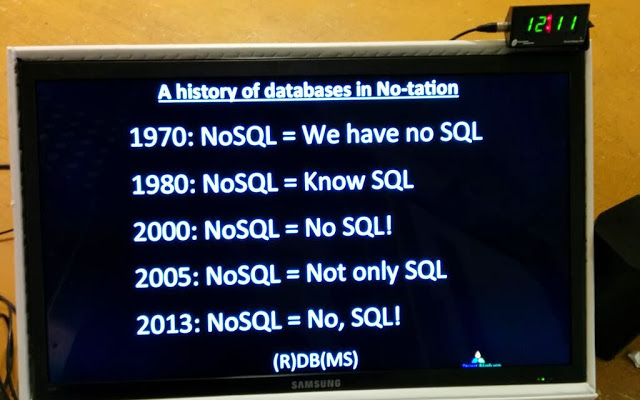 12:11
A history of databases in No-tation
1970: NoSQL = We have no SQL
1980: NoSQL = Know SQL
2000: NoSQL = No SQL!
2005: NoSQL = Not only SQL
2013: NoSQL = No, SQL!
(R)DB(MS)
SAMSUNG